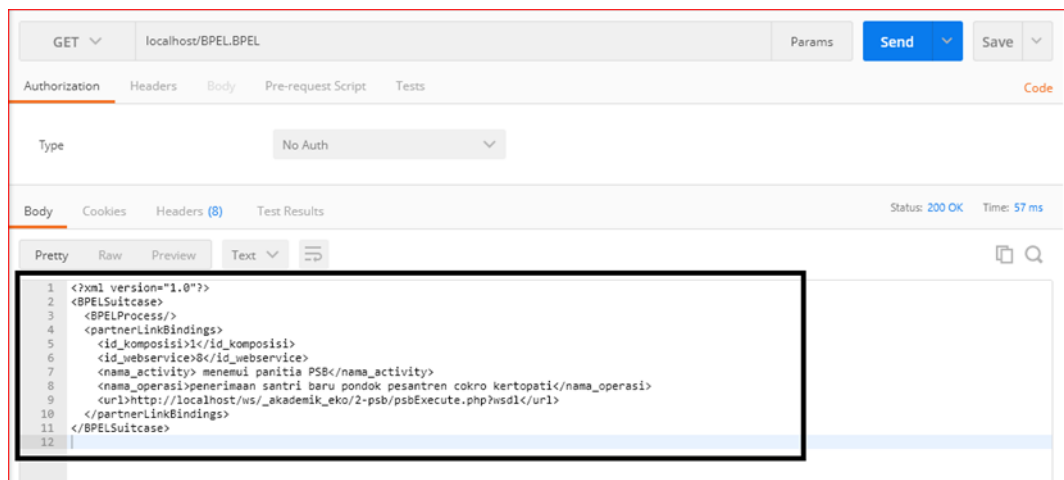 GET localhost/BPEL.BPEL Params Send Save
Authorization Headers Body Pre-request Script Tests Code
Type No Auth
Body Cookies Headers (8) Test Results Status: 200 OK Time: 57 ms
Pretty Raw Preview Text
1 <?xml version="1.0"?>
2 <BPELSuitcase>
3 <BPELProcess/>
4 <partnerLinkBindings>
5 <id_komposisi>1</id_komposisi>
6 <id_webservice>8</id_webservice>
7 <nama_activity> menemui panitia PSB</nama_activity>
8 <nama_operasi>penerimaan santri baru pondok pesantren cokro kertopati</nama_operasi>
9 <url>http://localhost/ws/_akademik_eko/2-psb/psbExecute.php?wsdl</url>
10 </partnerLinkBindings>
11 </BPELSuitcase>
12